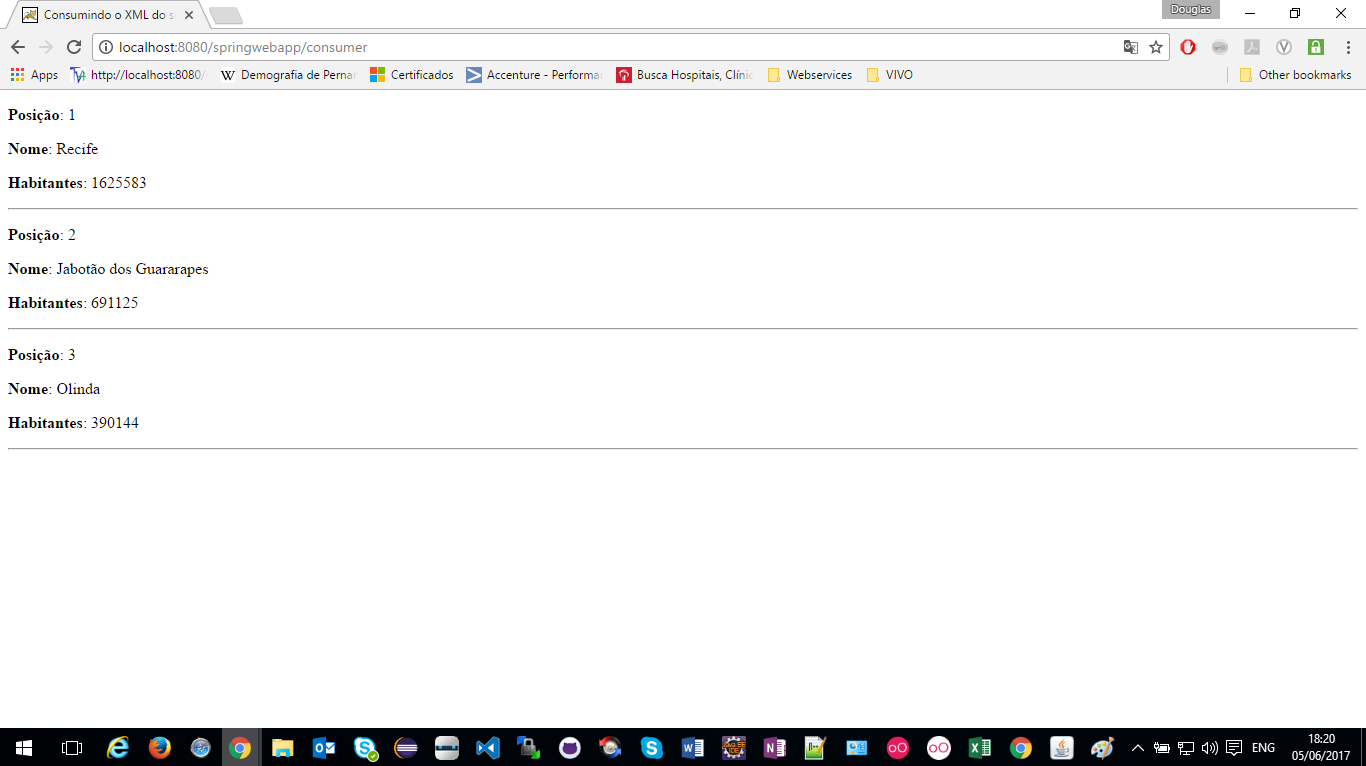 Consumindo o XML do s
Douglas
localhost:8080/springwebapp/consumer
Apps
http://localhost:8080/
Demografia de Pernar
Certificados
Accenture - Performa
Busca Hospitais, Clínic
Webservices
VIVO
Other bookmarks
Posição: 1
Nome: Recife
Habitantes: 1625583
Posição: 2
Nome: Jabotão dos Guararapes
Habitantes: 691125
Posição: 3
Nome: Olinda
Habitantes: 390144
ENG
18:20
05/06/2017